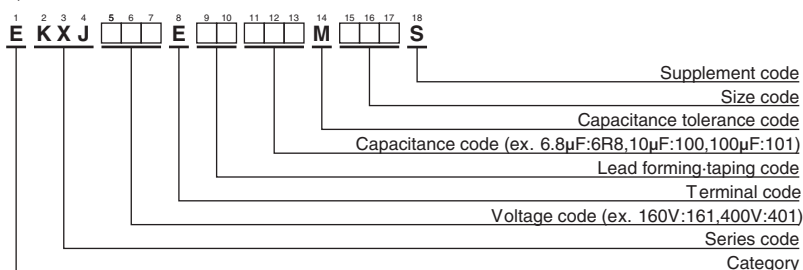 1 2 3 4 5 6 7 8 9 10 11 12 13 14 15 16 17 18
E KXJ □□□ E □□ □□□ M □□□ S
Supplement code
Size code
Capacitance tolerance code
Capacitance code (ex. 6.8μF:6R8,10μF:100,100μF:101)
Lead forming·taping code
Terminal code
Voltage code (ex. 160V:161,400V:401)
Series code
Category